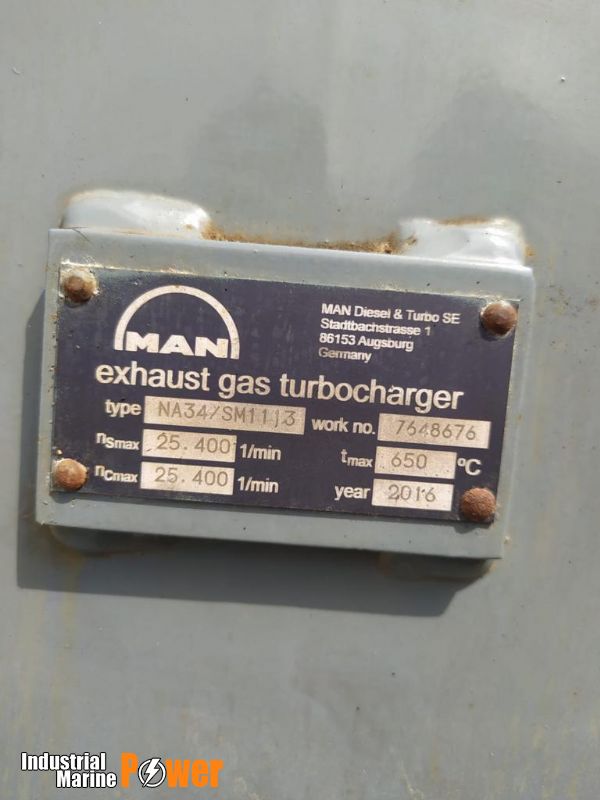 MAN
MAN Diesel & Turbo SE
Stadtbachstrasse 1
86153 Augsburg
Germany
exhaust gas turbocharger
type NA34/SM11j3 work no. 7648676
nSmax 25.400 1/min tmax 650 °C
nCmax 25.400 1/min year 2016
Industrial
Marine Power